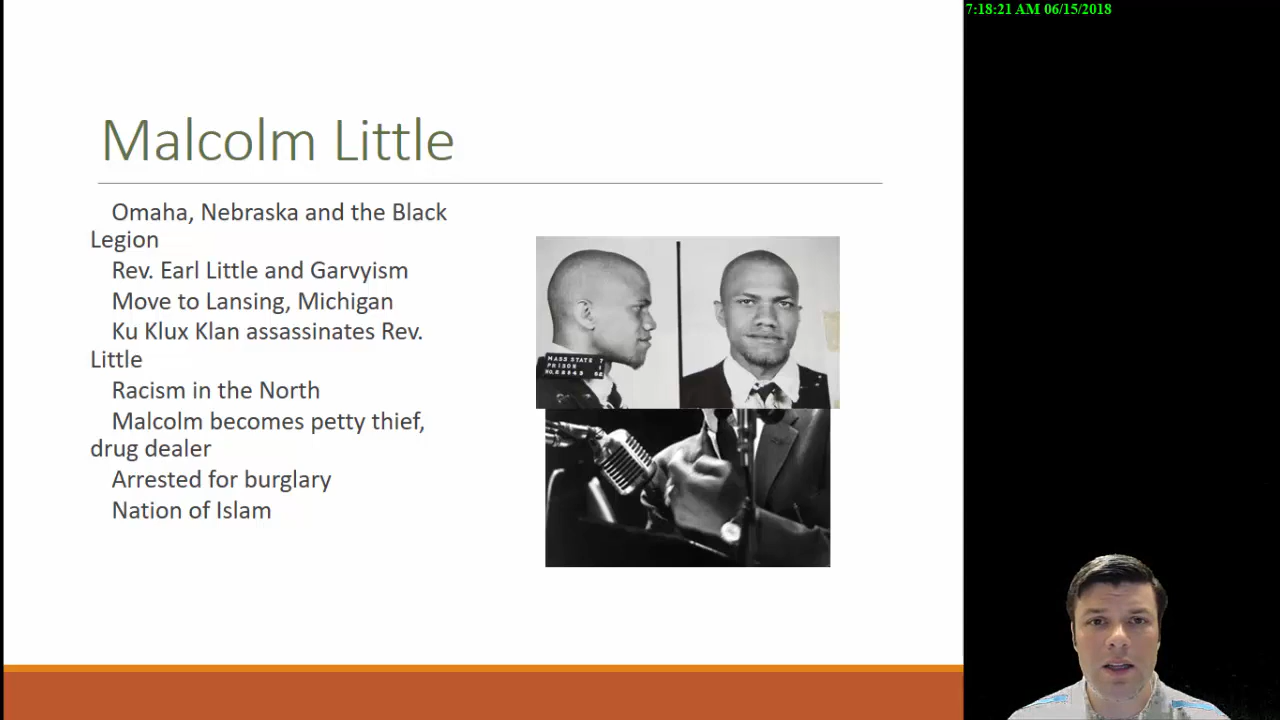 7:18:21 AM 06/15/2018
Malcolm Little
Omaha, Nebraska and the Black
Legion
Rev. Earl Little and Garvyism
Move to Lansing, Michigan
Ku Klux Klan assassinates Rev.
Little
Racism in the North
Malcolm becomes petty thief,
drug dealer
Arrested for burglary
Nation of Islam
MASS STATE
PRISON